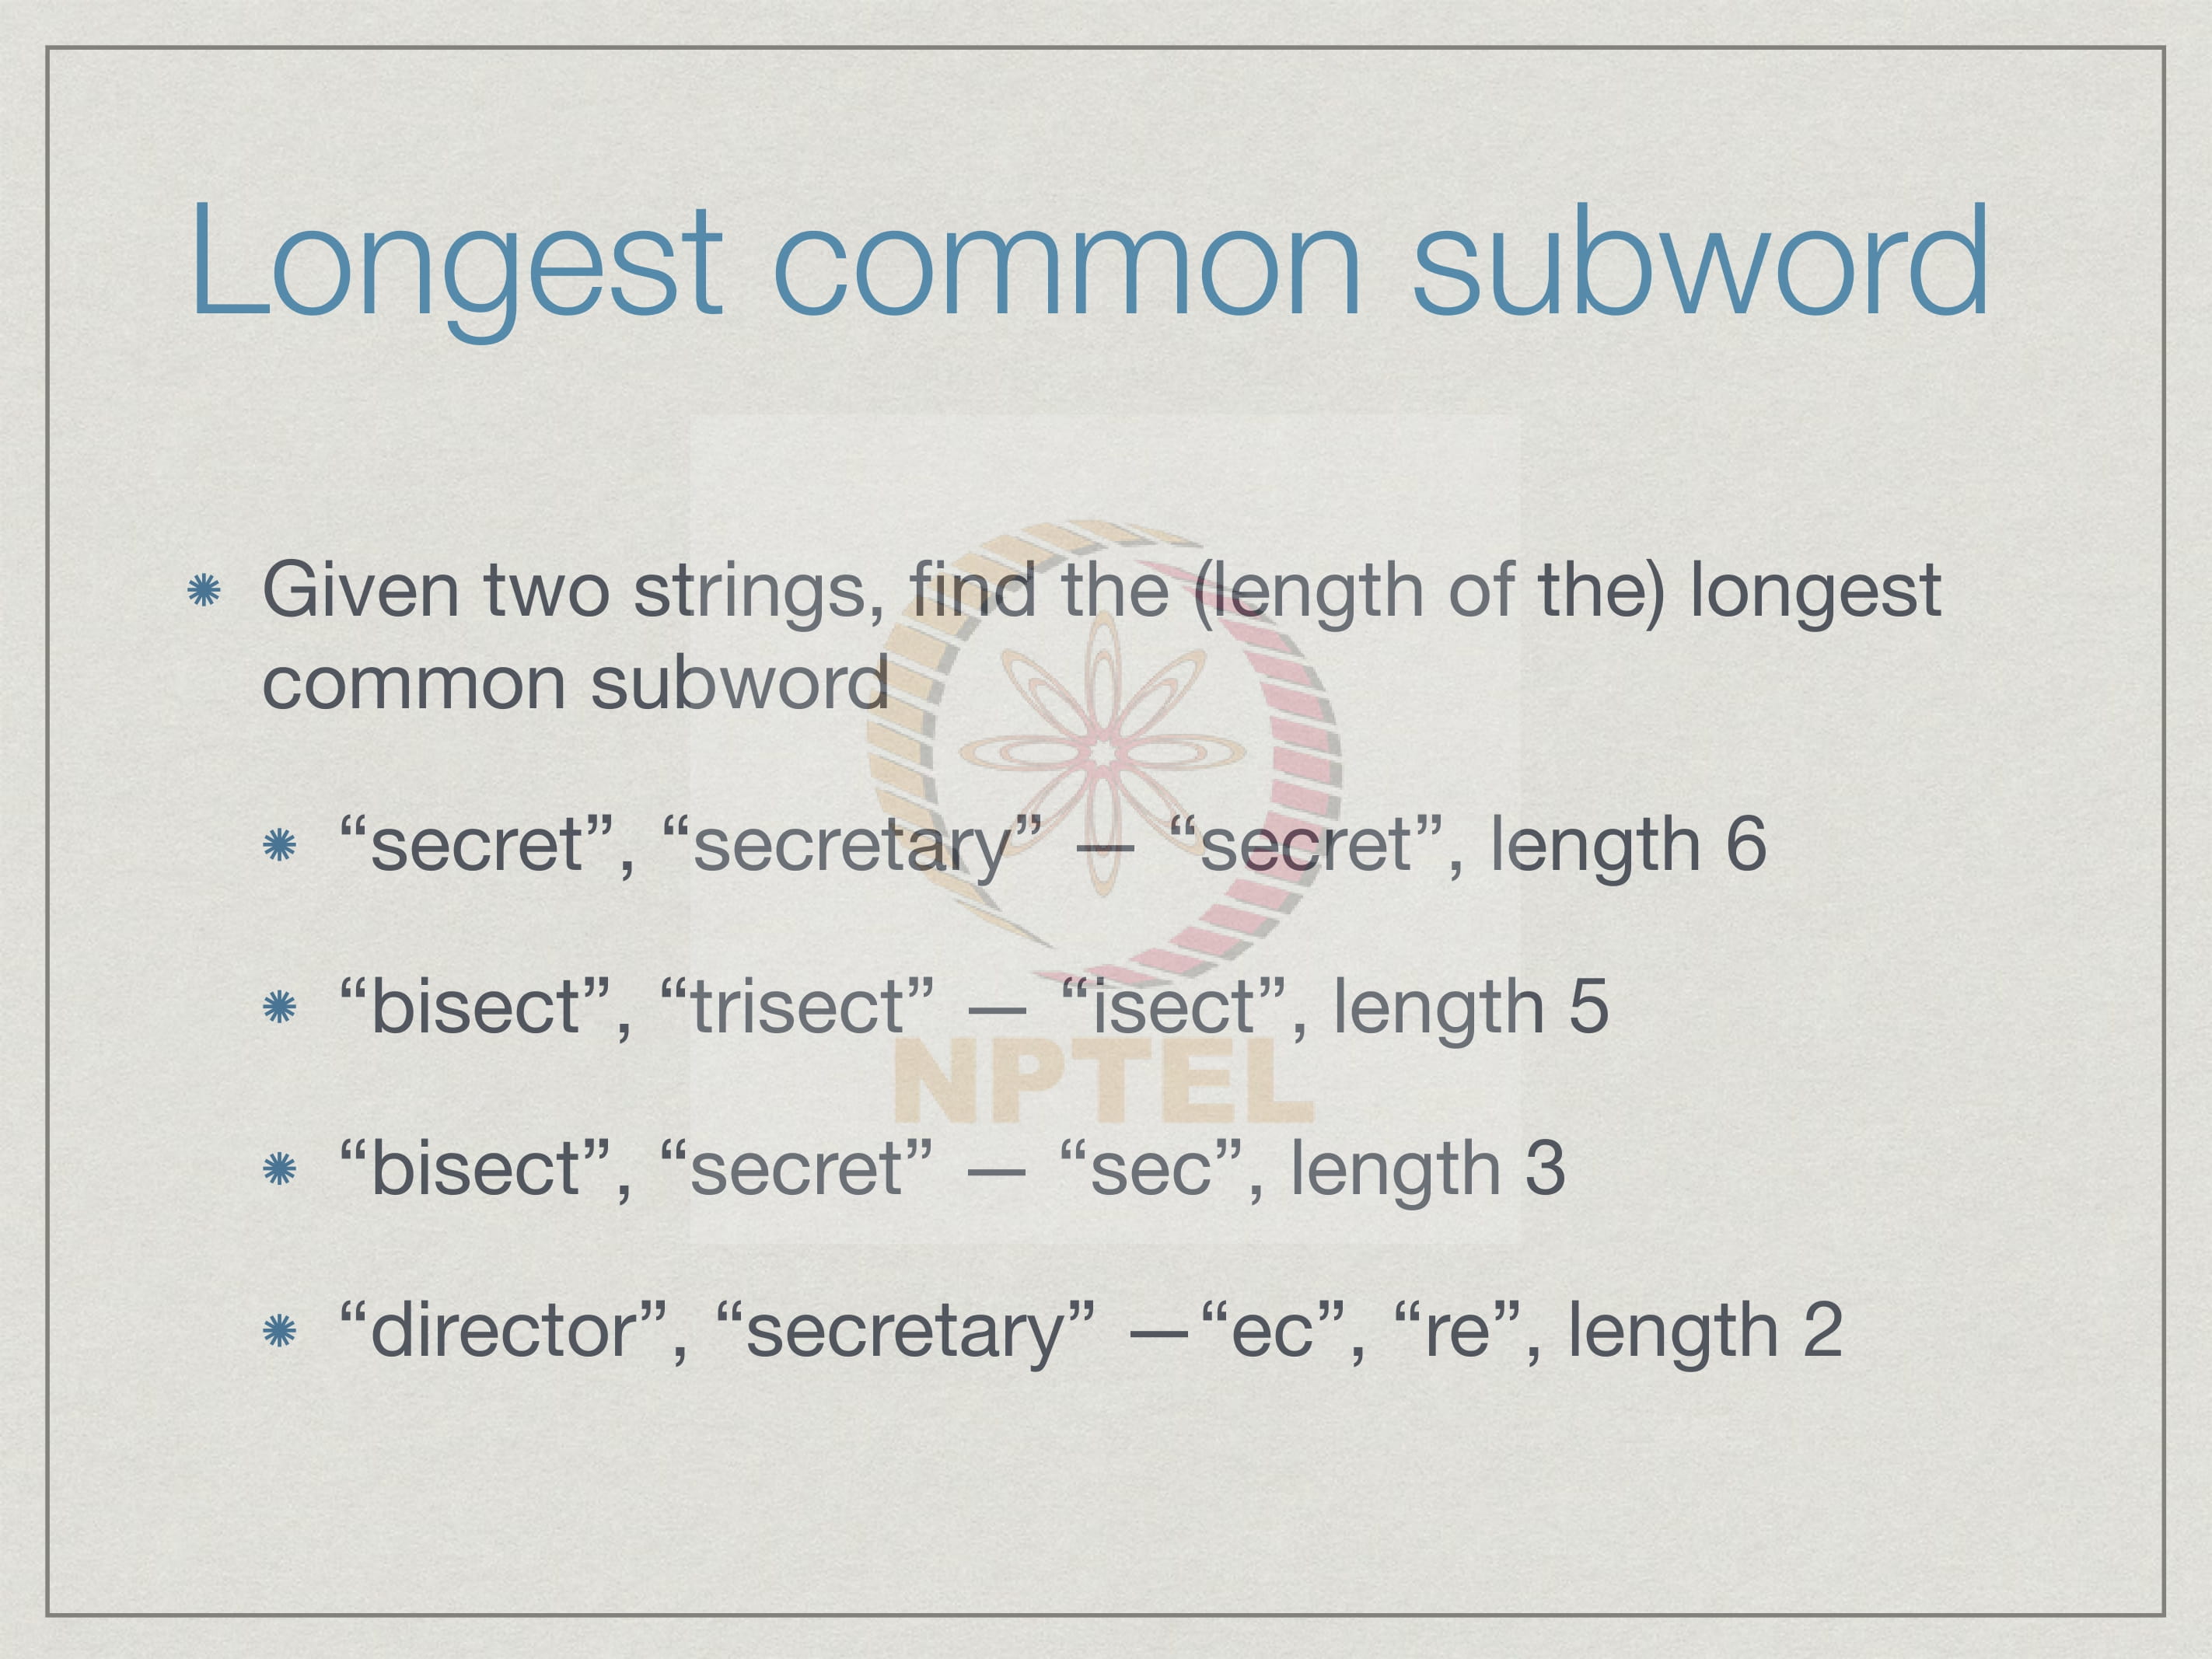 Longest common subword
Given two strings, find the (length of the) longest
common subword
“secret”, “secretary” — “secret”, length 6
“bisect”, “trisect” — “isect”, length 5
NPTEL
“bisect”, “secret” — “sec”, length 3
“director”, “secretary” —“ec”, “re”, length 2